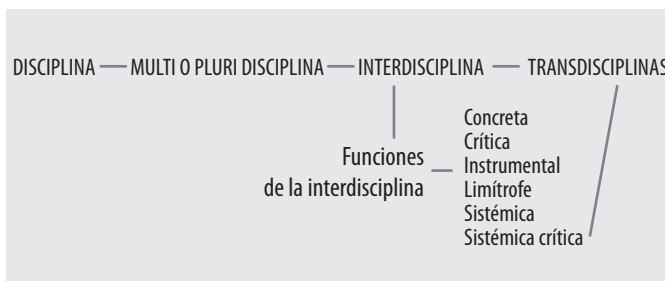 DISCIPLINA MULTI O PLURI DISCIPLINA INTERDISCIPLINA TRANSDISCIPLINAS
Funciones
de la interdisciplina
Concreta
Crítica
Instrumental
Limítrofe
Sistémica
Sistémica crítica